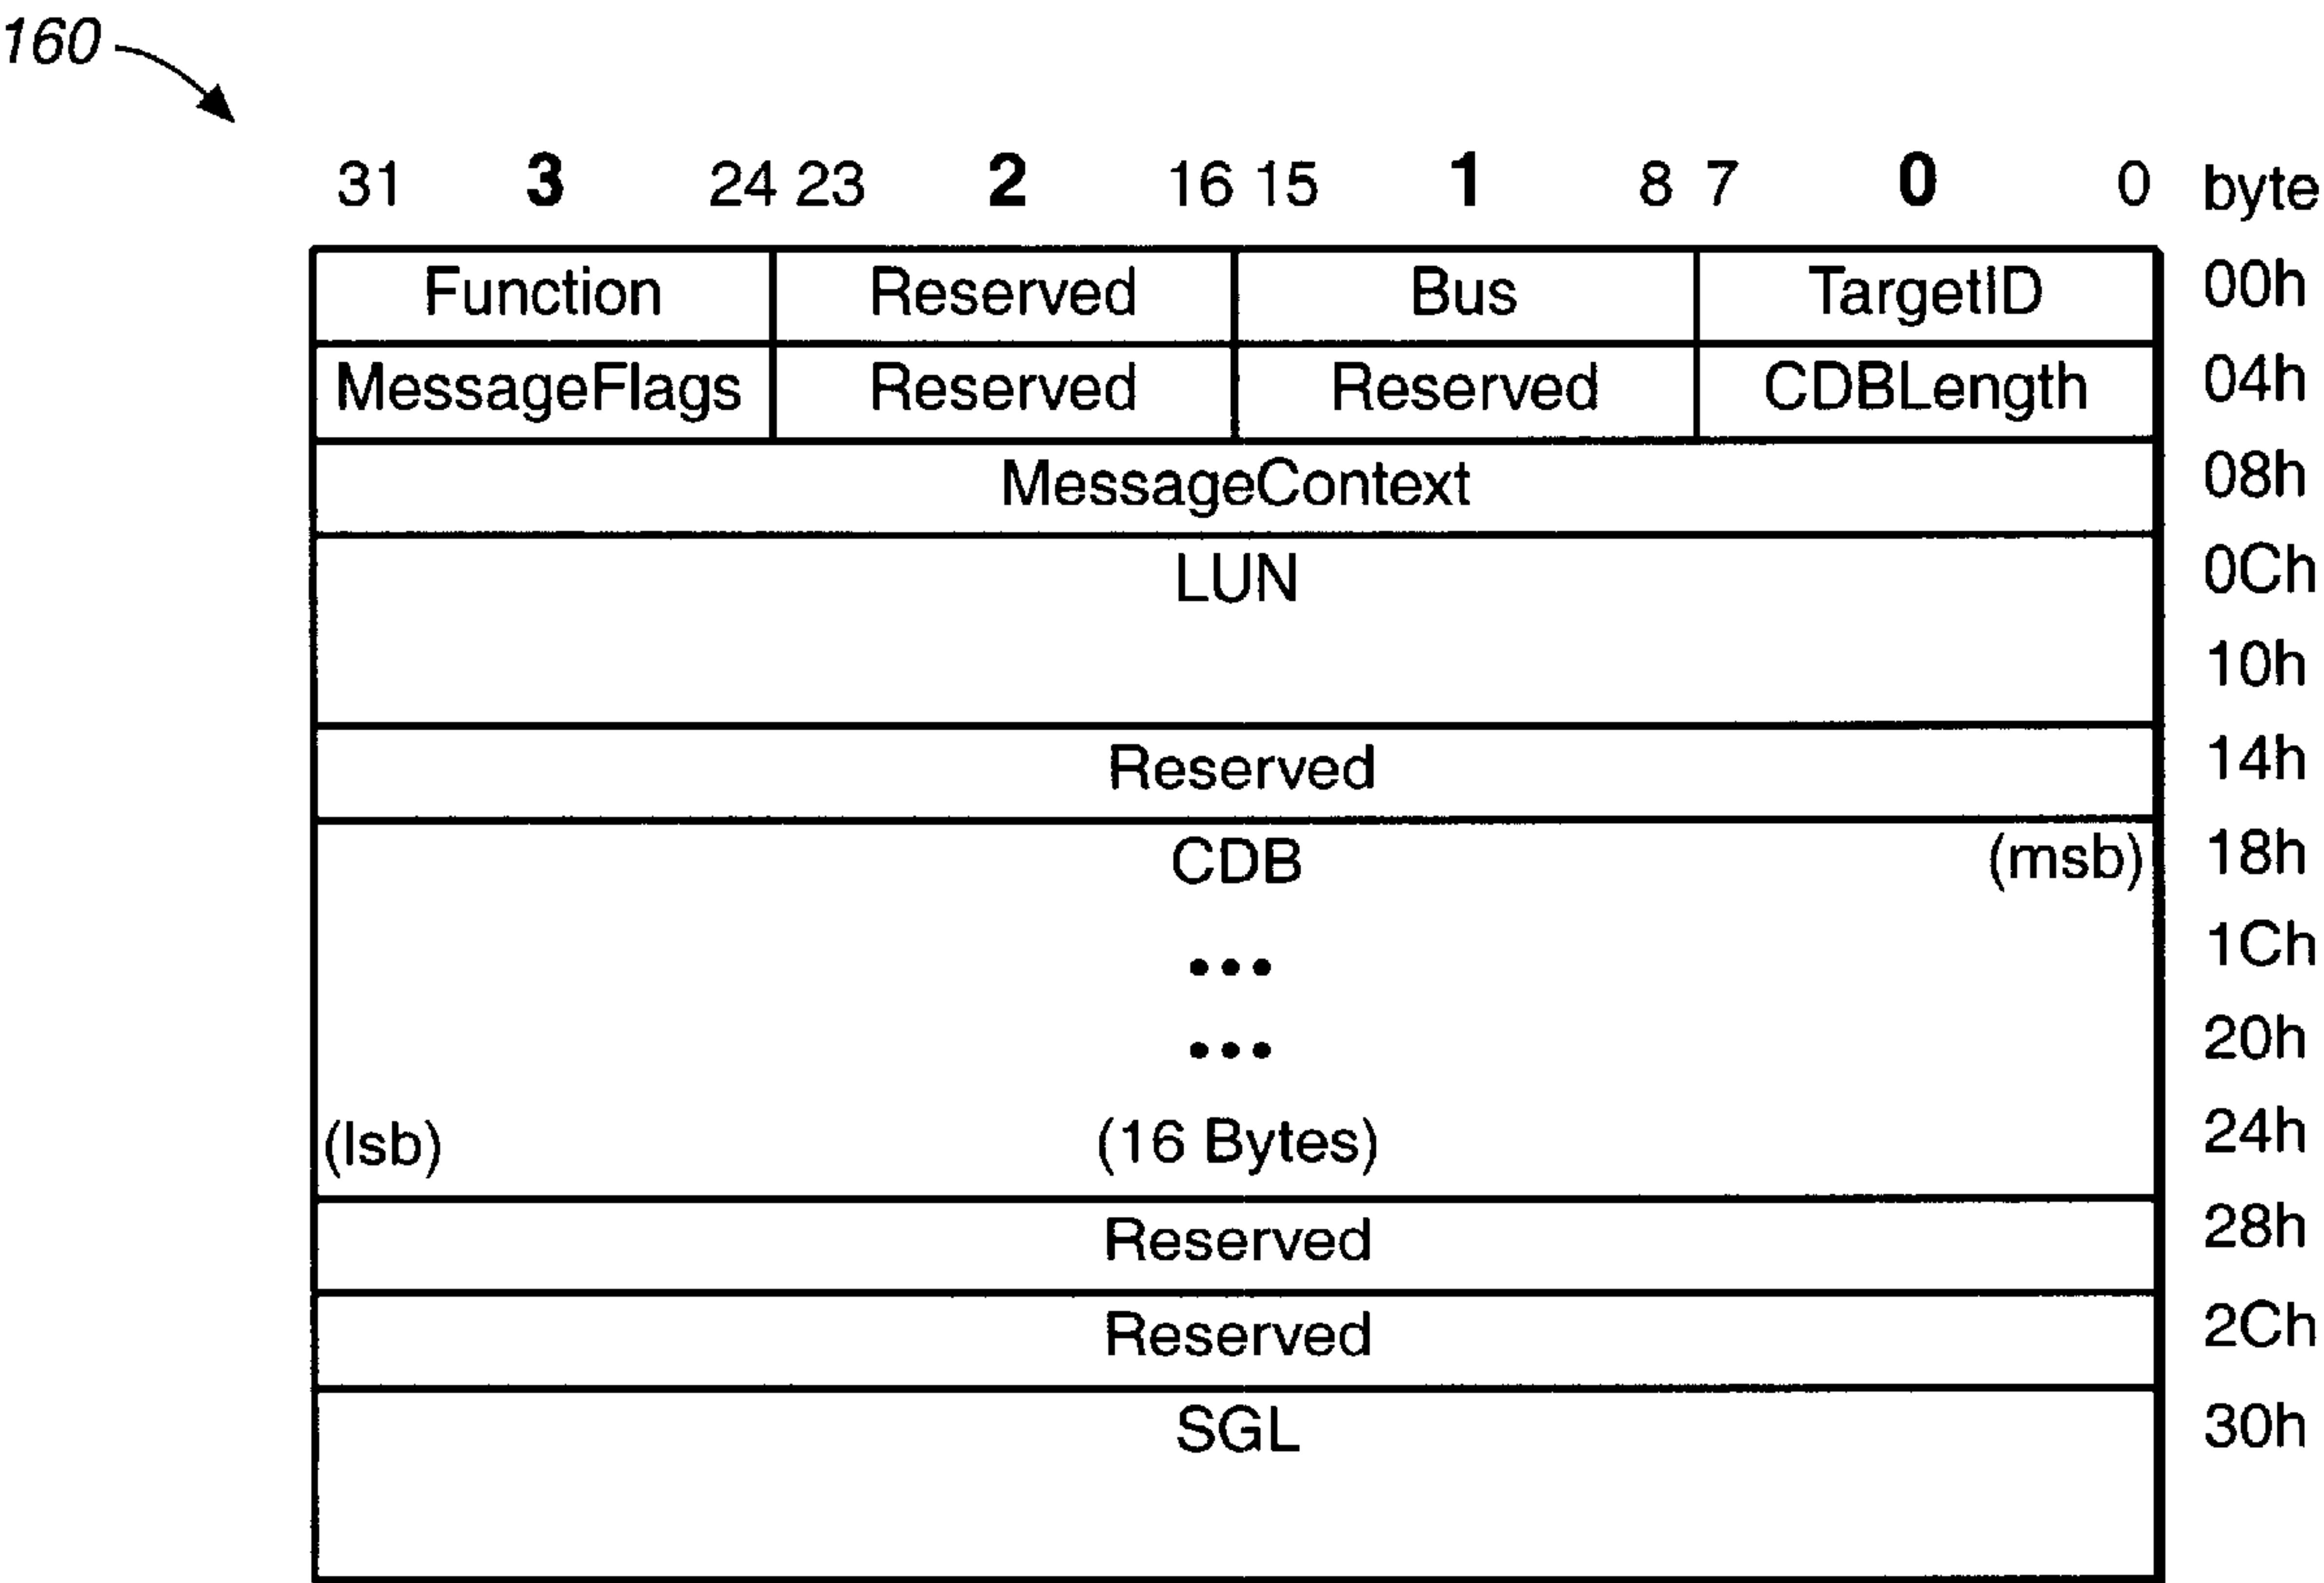 160
31 3 24 23 2 16 15 1 8 7 0 0 byte
Function Reserved Bus TargetID 00h
MessageFlags Reserved Reserved CDBLength 04h
MessageContext 08h
LUN 0Ch
10h
Reserved 14h
CDB (msb) 18h
••• 1Ch
••• 20h
(lsb) (16 Bytes) 24h
Reserved 28h
Reserved 2Ch
SGL 30h